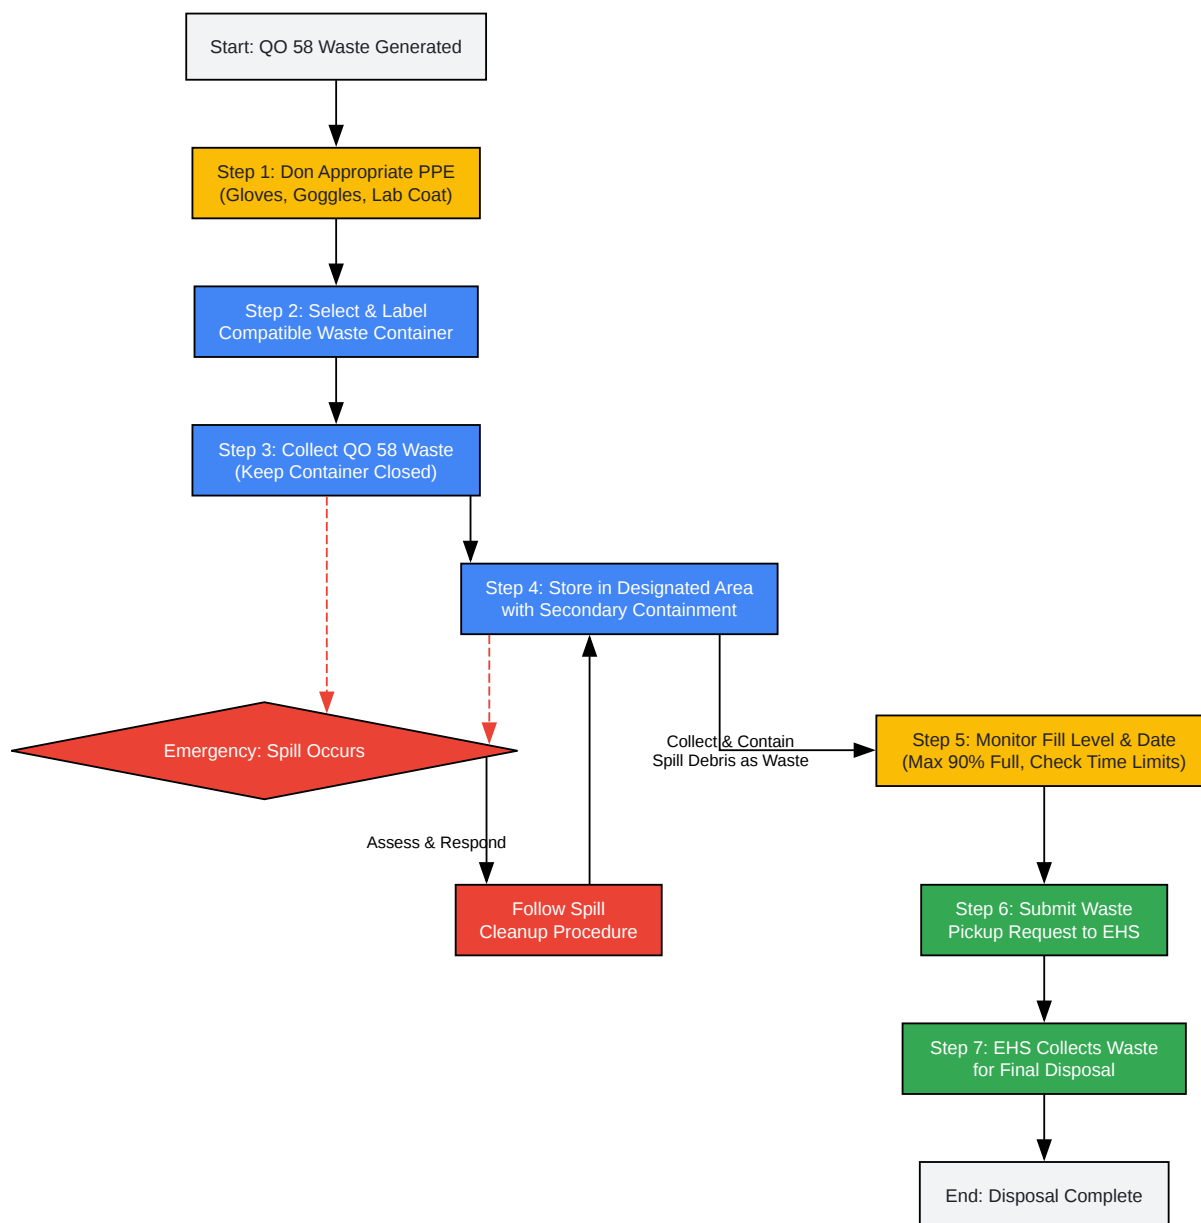 Start: QO 58 Waste Generated
Step 1: Don Appropriate PPE
(Gloves, Goggles, Lab Coat)
Step 2: Select & Label
Compatible Waste Container
Step 3: Collect QO 58 Waste
(Keep Container Closed)
Step 4: Store in Designated Area
with Secondary Containment
Emergency: Spill Occurs
Collect & Contain
Spill Debris as Waste
Step 5: Monitor Fill Level & Date
(Max 90% Full, Check Time Limits)
Assess & Respond
Follow Spill
Cleanup Procedure
Step 6: Submit Waste
Pickup Request to EHS
Step 7: EHS Collects Waste
for Final Disposal
End: Disposal Complete